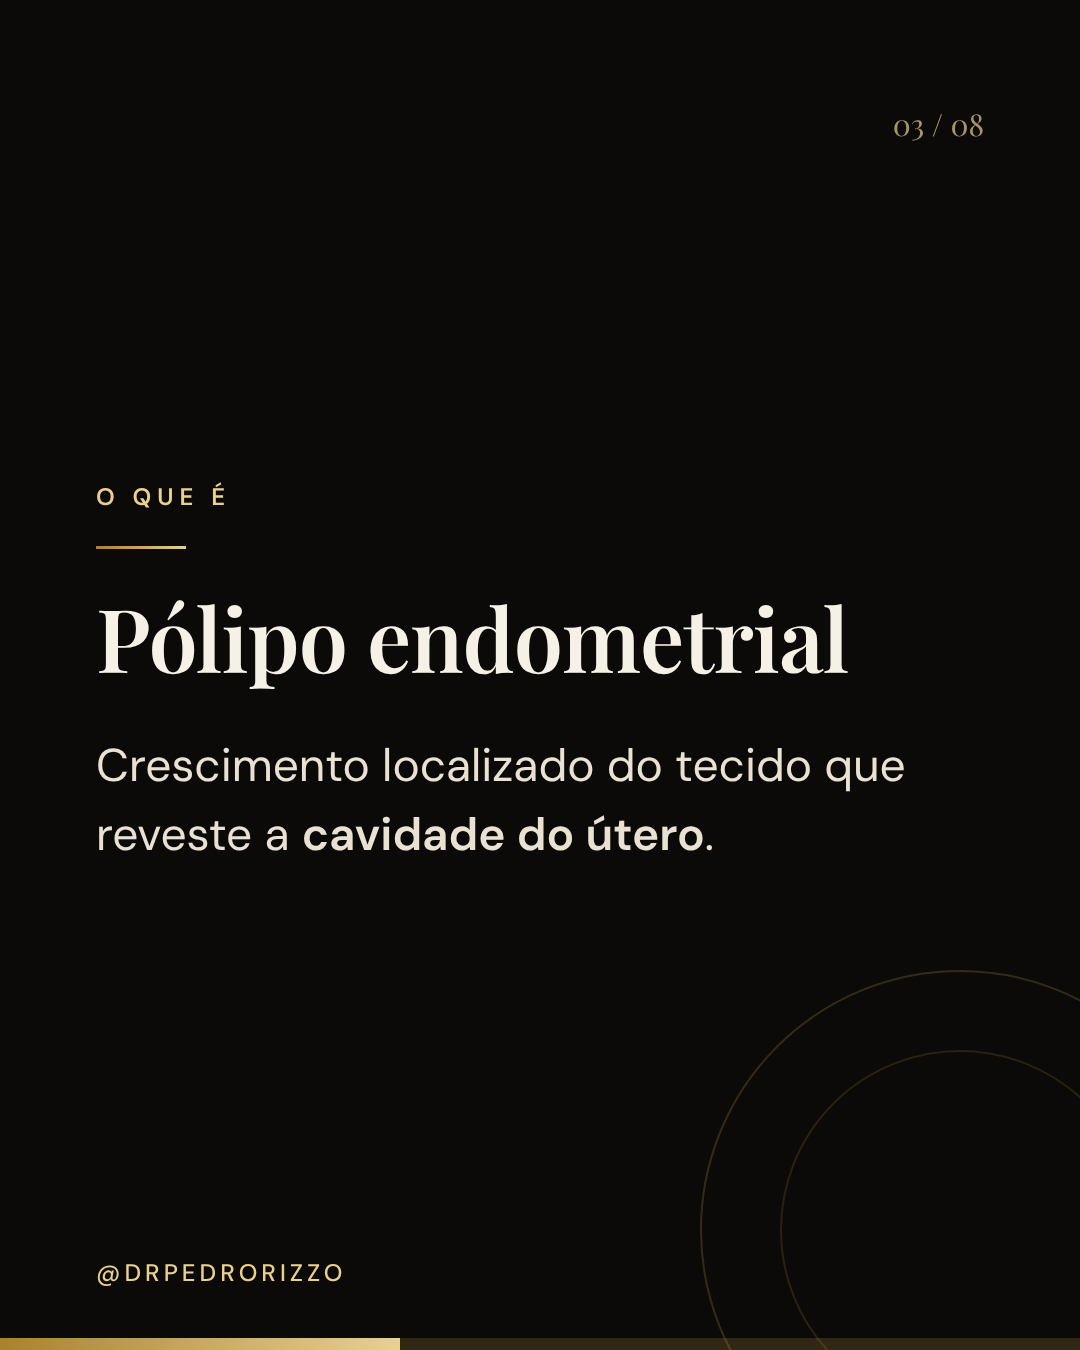 03 / 08
O QUE É
Pólipo endometrial
Crescimento localizado do tecido que
reveste a cavidade do útero.
@DRPEDRORIZZO